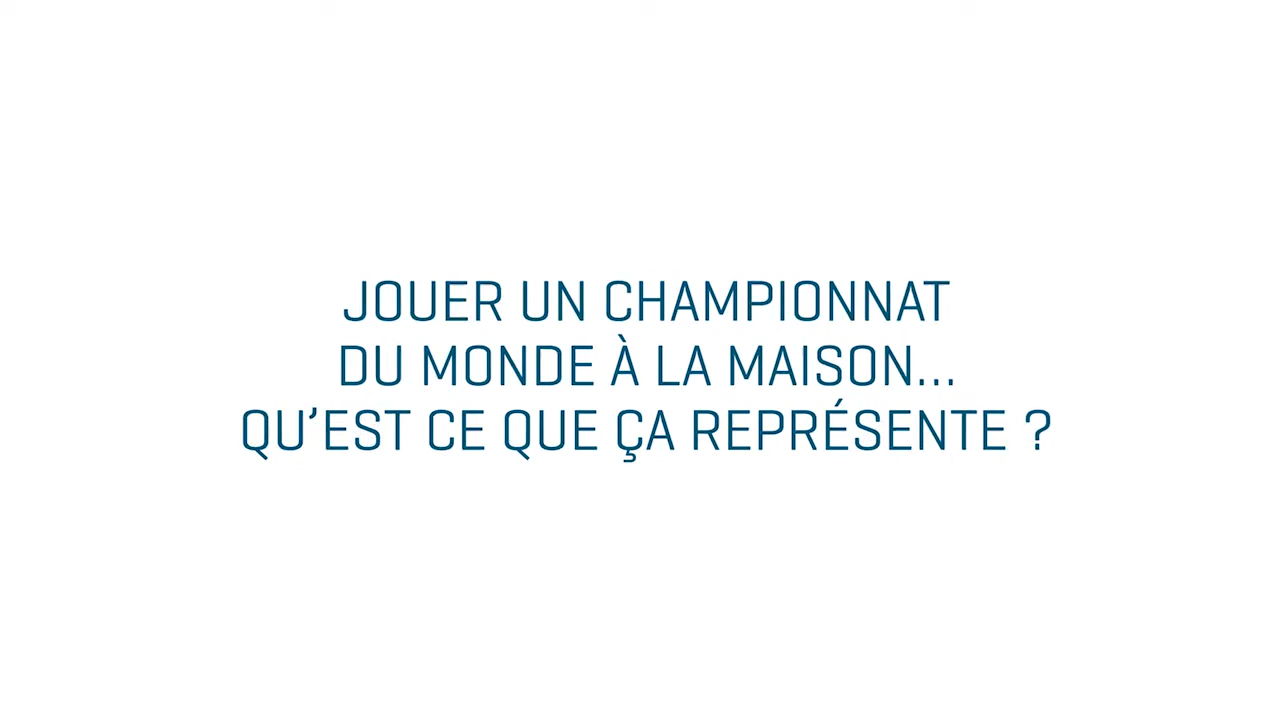 JOUER UN CHAMPIONNAT
DU MONDE À LA MAISON...
QU’EST CE QUE ÇA REPRÉSENTE ?